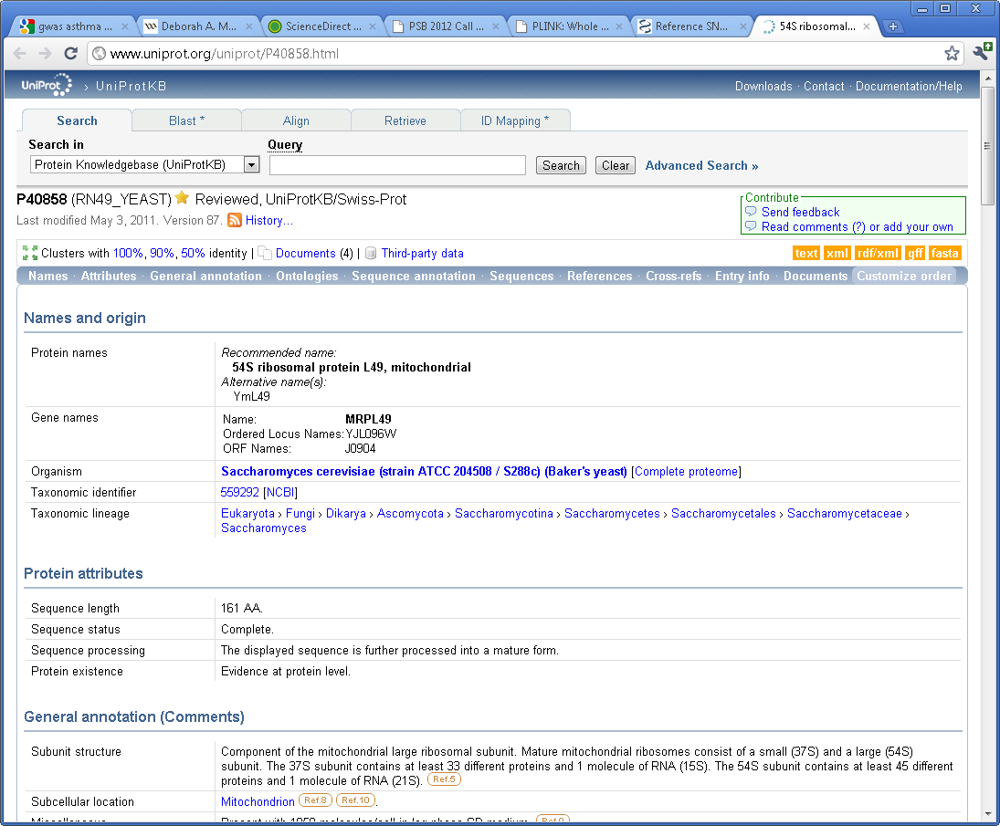 gwas asthma ...
Deborah A. M...
ScienceDirect ...
PSB 2012 Call ...
PLINK: Whole ...
Reference SN...
54S ribosomal...
www.uniprot.org/uniprot/P40858.html
UniProt › UniProtKB
Downloads · Contact · Documentation/Help
Search Blast * Align Retrieve ID Mapping *
Search in Query
Protein Knowledgebase (UniProtKB) Search Clear Advanced Search »
P40858 (RN49_YEAST) Reviewed, UniProtKB/Swiss-Prot
Last modified May 3, 2011. Version 87. History...
Contribute
Send feedback
Read comments (?) or add your own
Clusters with 100%, 90%, 50% identity | Documents (4) | Third-party data
text xml rdf/xml gff fasta
Names · Attributes · General annotation · Ontologies · Sequence annotation · Sequences · References · Cross-refs · Entry info · Documents Customize order
Names and origin
Protein names Recommended name:
54S ribosomal protein L49, mitochondrial
Alternative name(s):
YmL49
Gene names Name: MRPL49
Ordered Locus Names: YJL096W
ORF Names: J0904
Organism Saccharomyces cerevisiae (strain ATCC 204508 / S288c) (Baker's yeast) [Complete proteome]
Taxonomic identifier 559292 [NCBI]
Taxonomic lineage Eukaryota › Fungi › Dikarya › Ascomycota › Saccharomycotina › Saccharomycetes › Saccharomycetales › Saccharomycetaceae ›
Saccharomyces
Protein attributes
Sequence length 161 AA.
Sequence status Complete.
Sequence processing The displayed sequence is further processed into a mature form.
Protein existence Evidence at protein level.
General annotation (Comments)
Subunit structure Component of the mitochondrial large ribosomal subunit. Mature mitochondrial ribosomes consist of a small (37S) and a large (54S)
subunit. The 37S subunit contains at least 33 different proteins and 1 molecule of RNA (15S). The 54S subunit contains at least 45 different
proteins and 1 molecule of RNA (21S). Ref.5
Subcellular location Mitochondrion Ref.8 Ref.10.